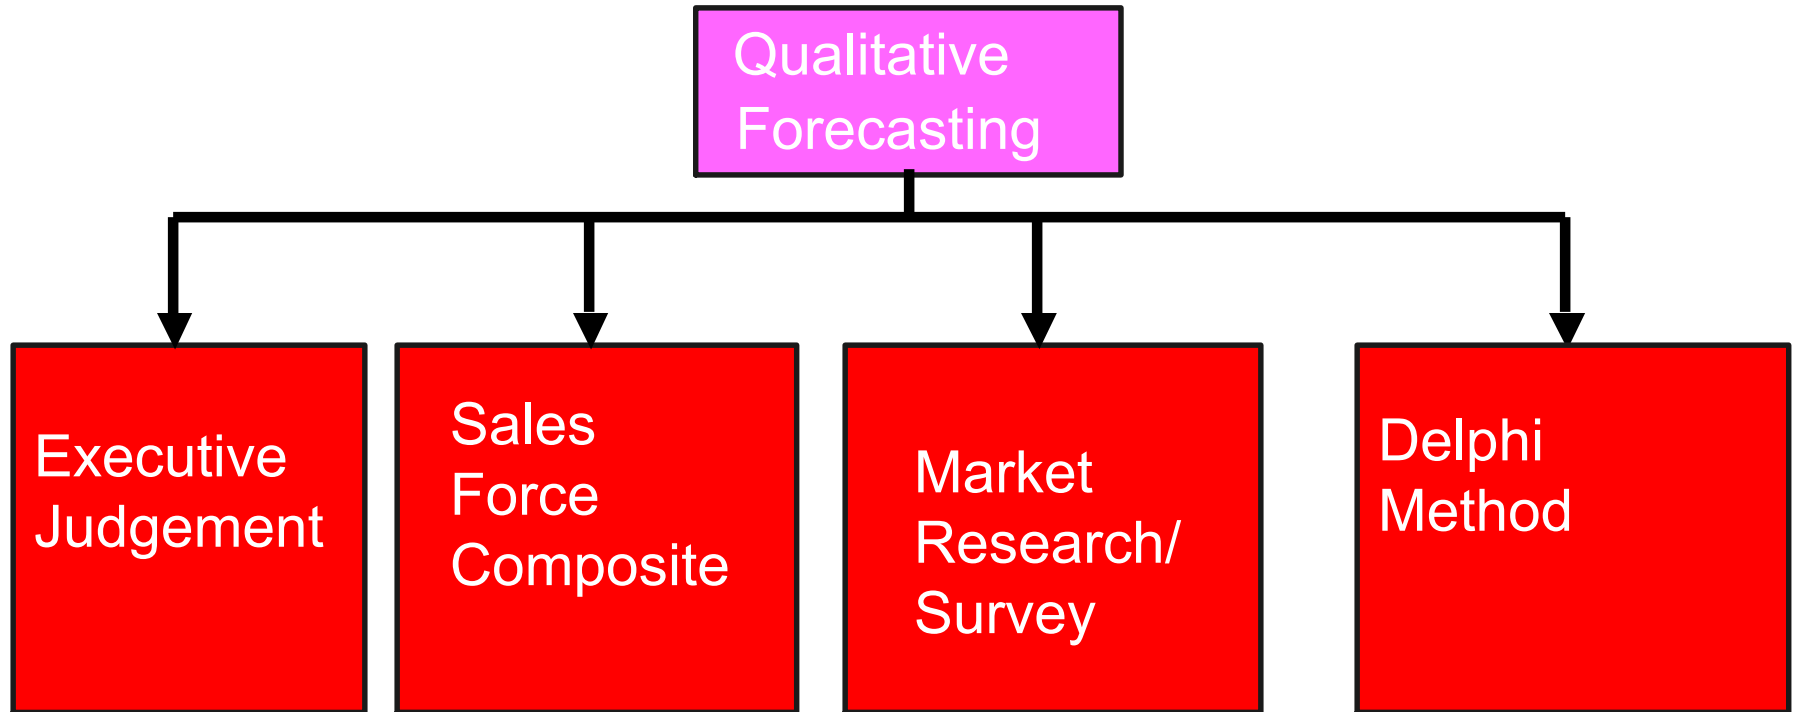 Qualitative
Forecasting
Executive
Judgement
Sales
Force
Composite
Market
Research/
Survey
Delphi
Method